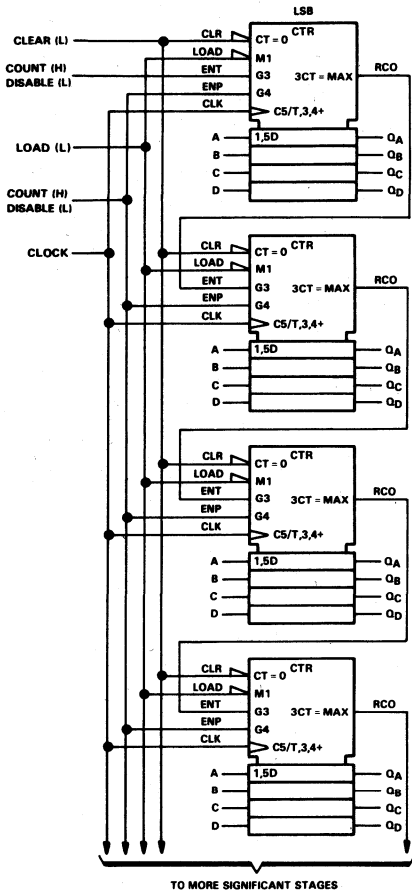 LSB
CLEAR (L)
CLR
CT = 0 CTR
LOAD
M1
COUNT (H)
DISABLE (L)
ENT
G3
3CT = MAX
RCO
ENP
G4
CLK
C5/T,3,4+
A
1,5D
QA
LOAD (L)
B
QB
C
QC
D
QD
COUNT (H)
DISABLE (L)
CLOCK
CLR
CT = 0 CTR
LOAD
M1
ENT
G3
3CT = MAX
RCO
ENP
G4
CLK
C5/T,3,4+
A
1,5D
QA
B
QB
C
QC
D
QD
CLR
CT = 0 CTR
LOAD
M1
ENT
G3
3CT = MAX
RCO
ENP
G4
CLK
C5/T,3,4+
A
1,5D
QA
B
QB
C
QC
D
QD
CLR
CT = 0 CTR
LOAD
M1
ENT
G3
3CT = MAX
RCO
ENP
G4
CLK
C5/T,3,4+
A
1,5D
QA
B
QB
C
QC
D
QD
TO MORE SIGNIFICANT STAGES